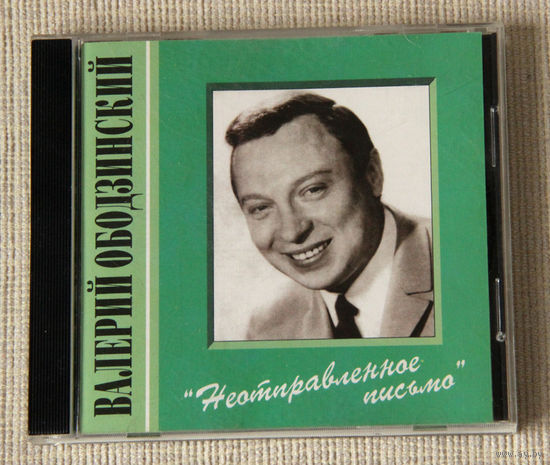 ВАЛЕРИЙ ОБОДЗИНСКИЙ
"Неотправленное
письмо"